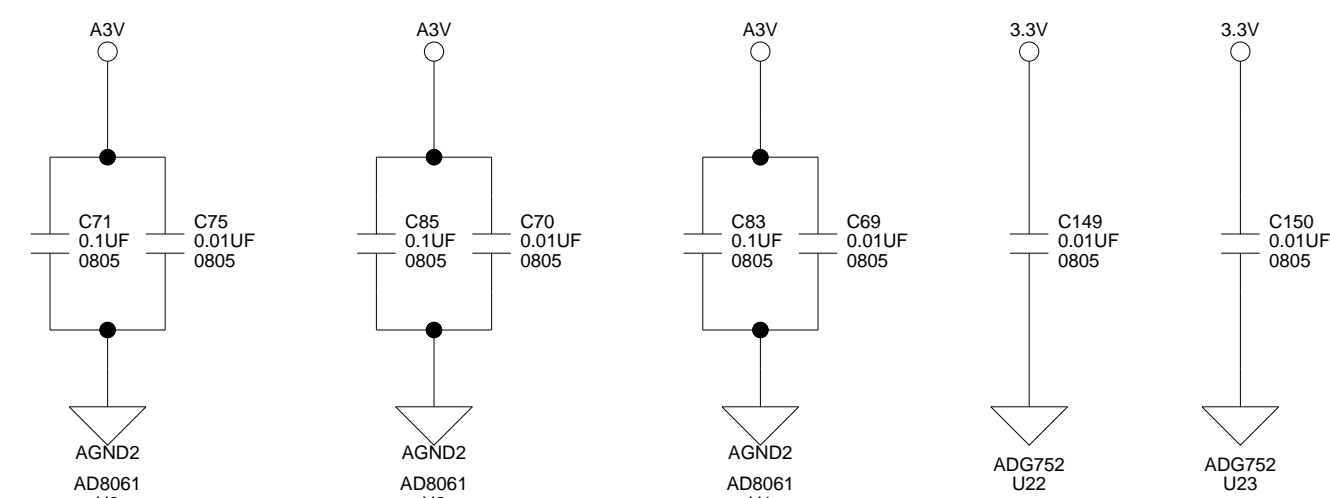 A3V
A3V
A3V
3.3V
3.3V
C71
0.1UF
0805
C75
0.01UF
0805
C85
0.1UF
0805
C70
0.01UF
0805
C83
0.1UF
0805
C69
0.01UF
0805
C149
0.01UF
0805
C150
0.01UF
0805
AGND2
AD8061
AGND2
AD8061
AGND2
AD8061
ADG752
U22
ADG752
U23